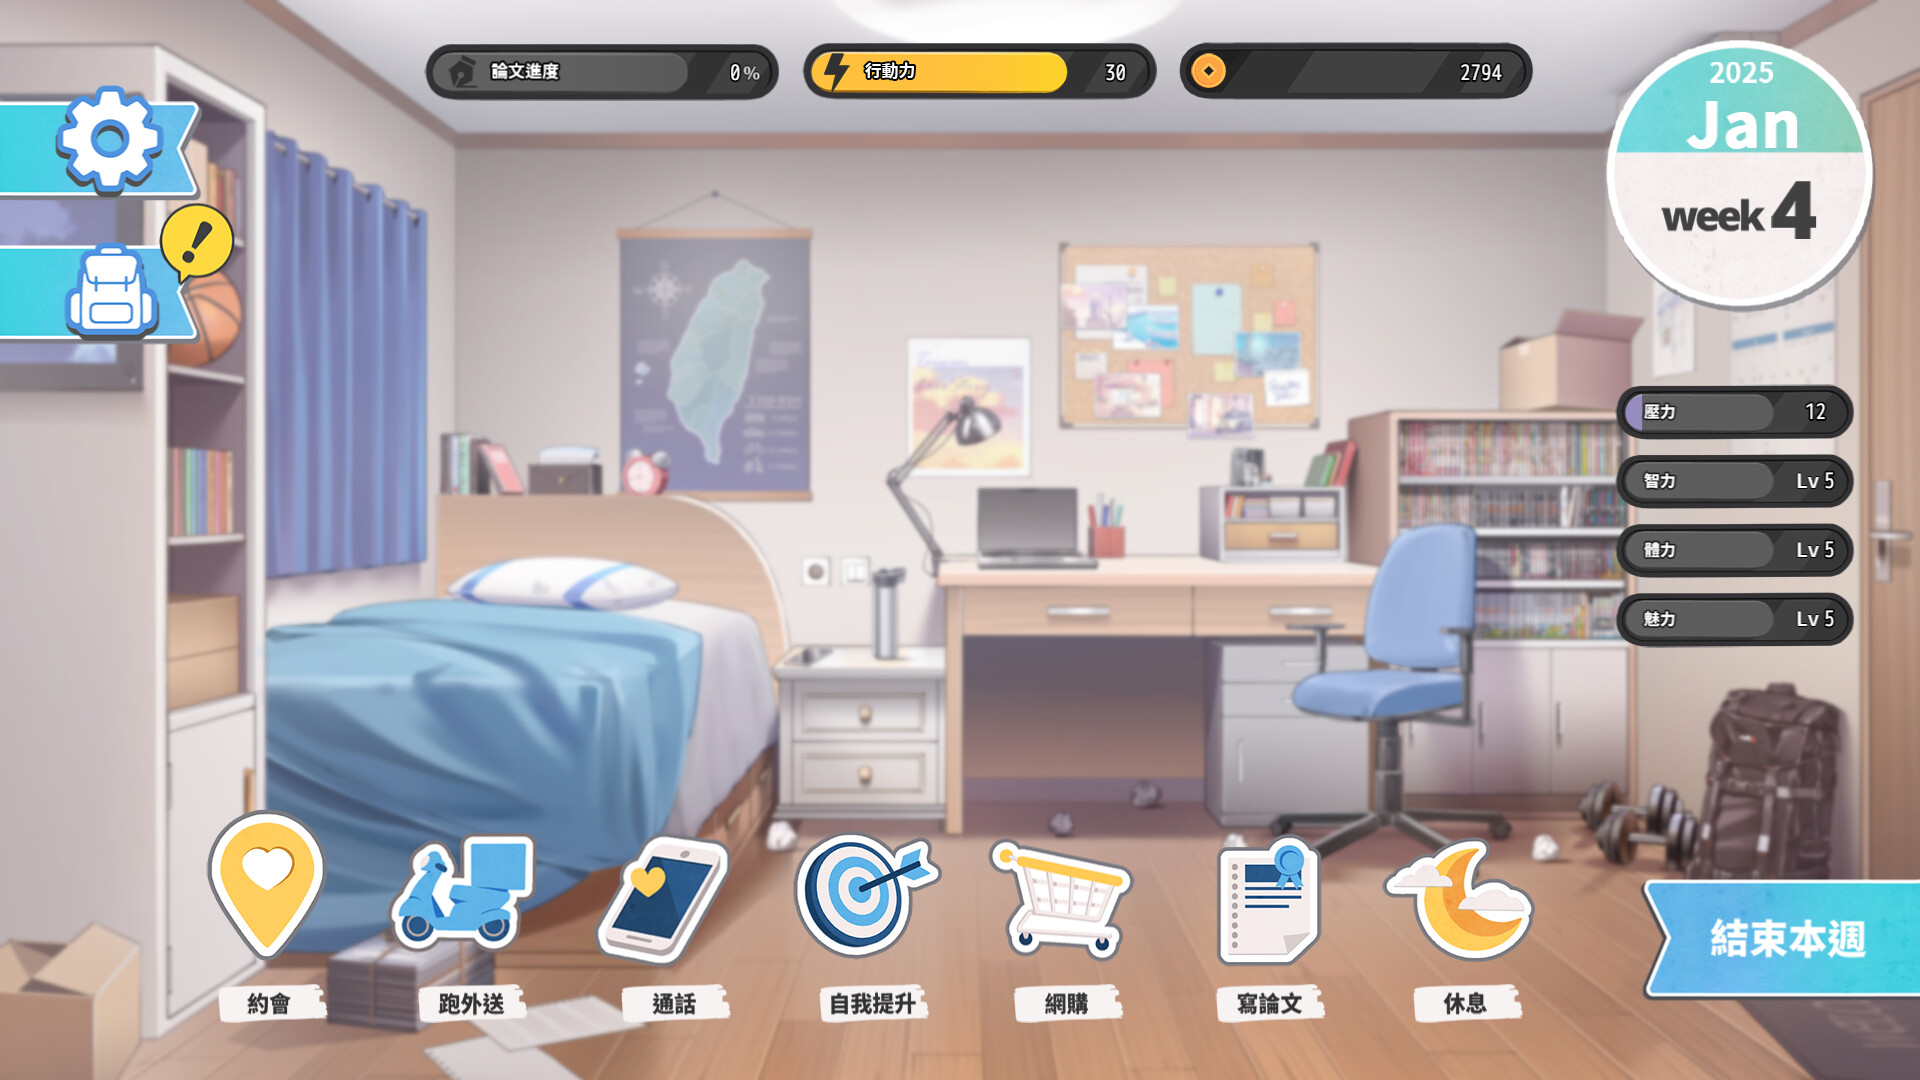 論文進度 0%
行動力 30
2794
2025
Jan
week 4
壓力 12
智力 Lv 5
體力 Lv 5
魅力 Lv 5
約會
跑外送
通話
自我提升
網購
寫論文
休息
結束本週